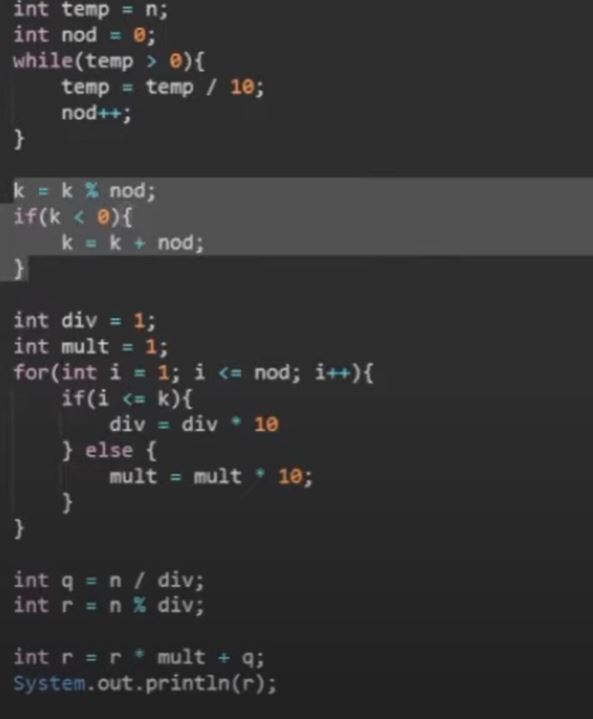 int temp = n;
int nod = 0;
while(temp > 0){
    temp = temp / 10;
    nod++;
}

k = k % nod;
if(k < 0){
    k = k + nod;
}

int div = 1;
int mult = 1;
for(int i = 1; i <= nod; i++){
    if(i <= k){
        div = div * 10
    } else {
        mult = mult * 10;
    }
}

int q = n / div;
int r = n % div;

int r = r * mult + q;
System.out.println(r);